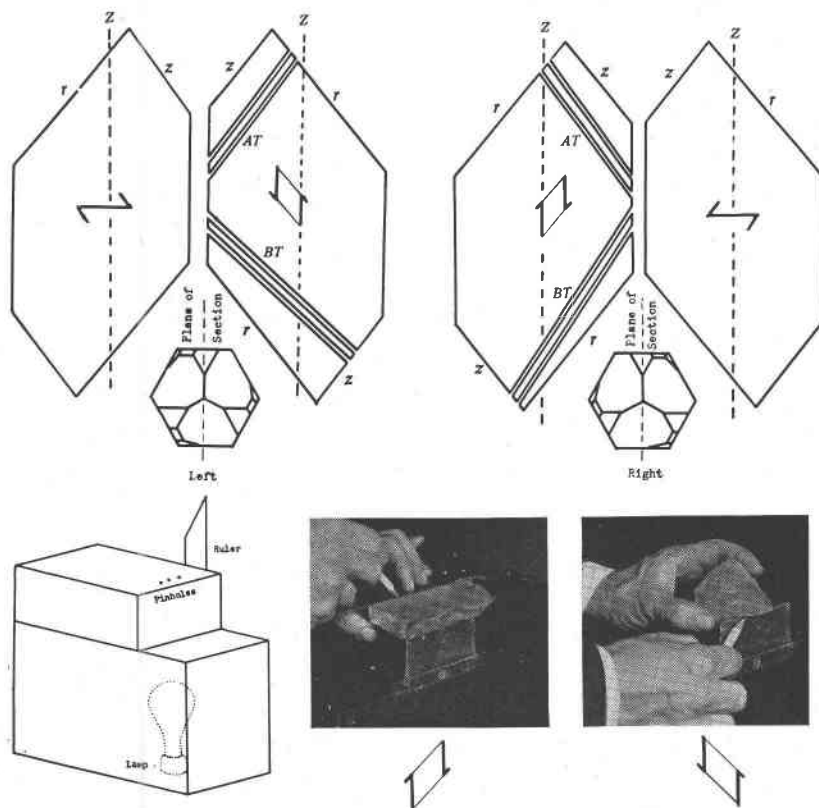 Z
Z
Z
Z
r
z
z
r
r
z
z
r
AT
AT
BT
BT
Plane of
Section
r
z
Plane of
Section
z
r
Left
Right
Ruler
Pinholes
Lamp